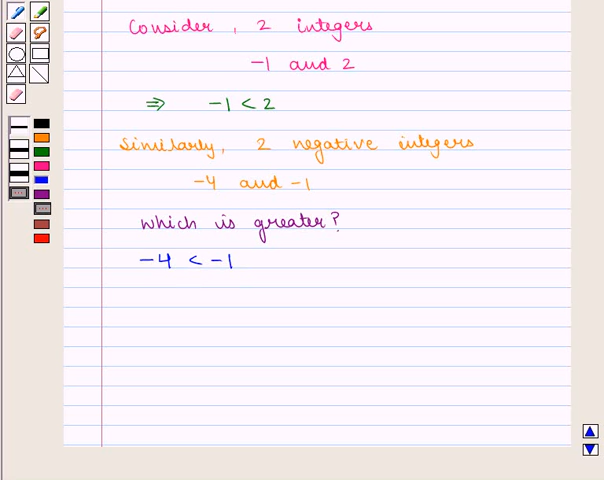 Consider, 2 integers
-1 and 2
⇒ -1 < 2
Similarly, 2 negative integers
-4 and -1
which is greater?
-4 < -1